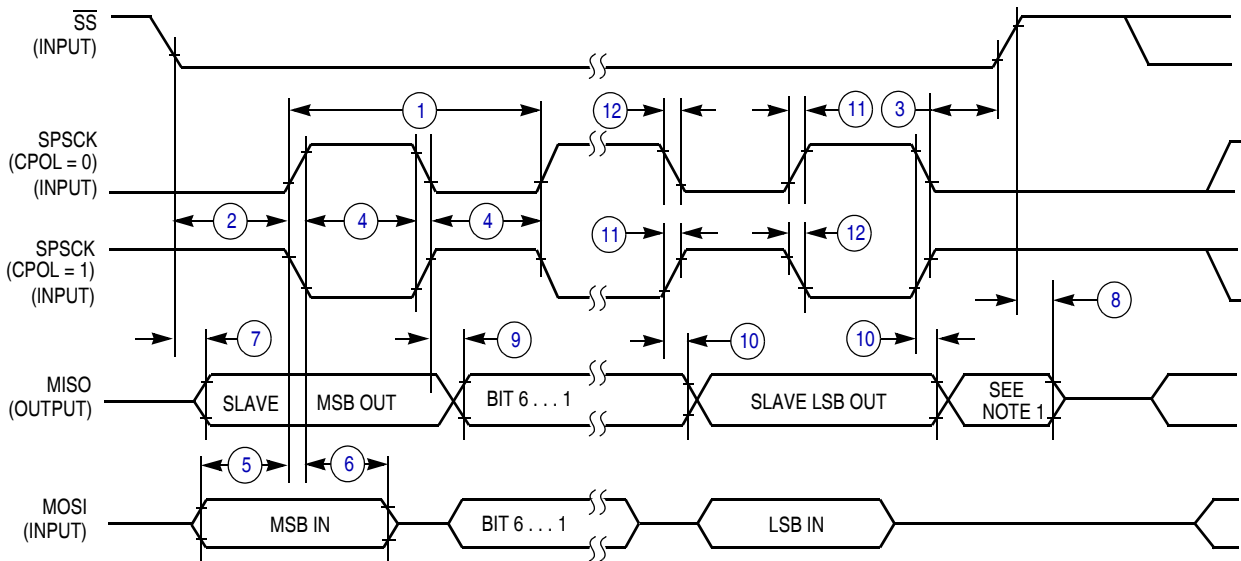 SS
(INPUT)
1
12
11
3
SPSCK
(CPOL = 0)
(INPUT)
2
4
4
SPSCK
(CPOL = 1)
(INPUT)
11
12
7
9
10
10
8
MISO
(OUTPUT)
SLAVE
MSB OUT
BIT 6 . . . 1
SLAVE LSB OUT
SEE
NOTE 1
5
6
MOSI
(INPUT)
MSB IN
BIT 6 . . . 1
LSB IN